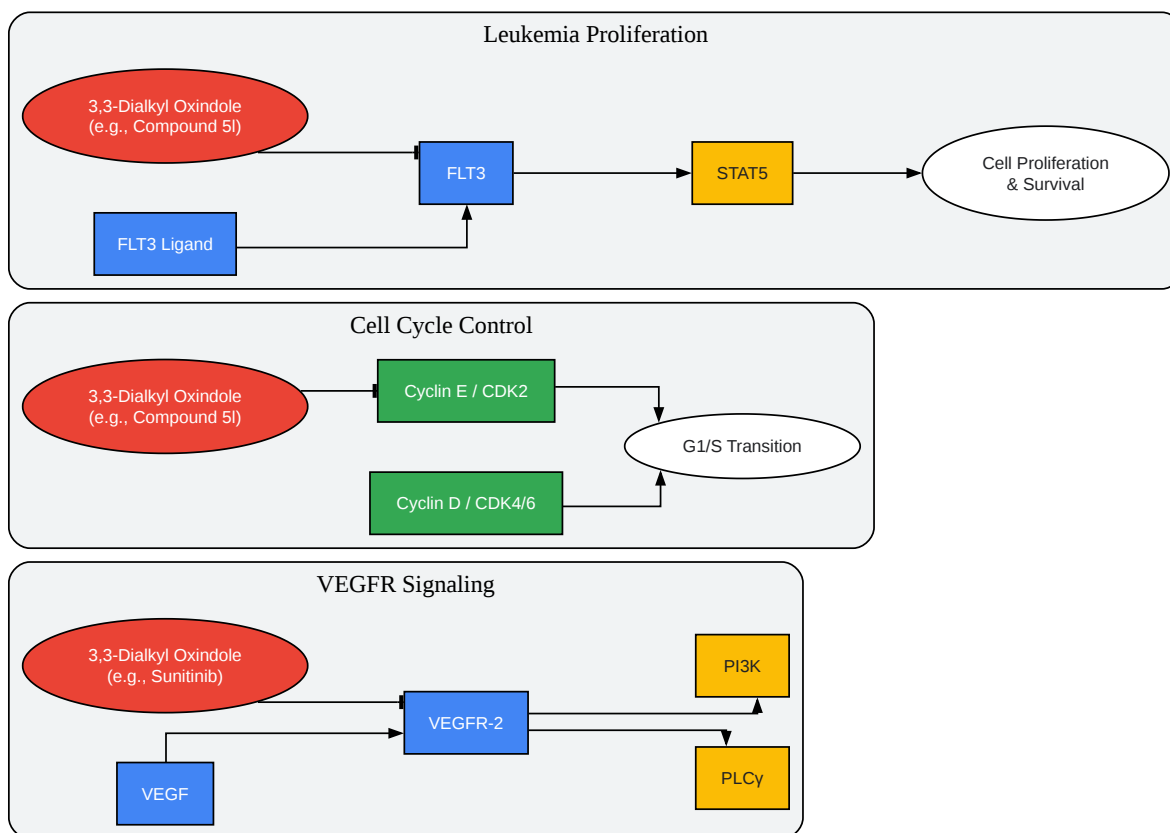 Leukemia Proliferation
3,3-Dialkyl Oxindole
(e.g., Compound 5l)
FLT3
STAT5
Cell Proliferation
& Survival
FLT3 Ligand
Cell Cycle Control
3,3-Dialkyl Oxindole
(e.g., Compound 5l)
Cyclin E / CDK2
G1/S Transition
Cyclin D / CDK4/6
VEGFR Signaling
3,3-Dialkyl Oxindole
(e.g., Sunitinib)
PI3K
VEGFR-2
VEGF
PLCγ